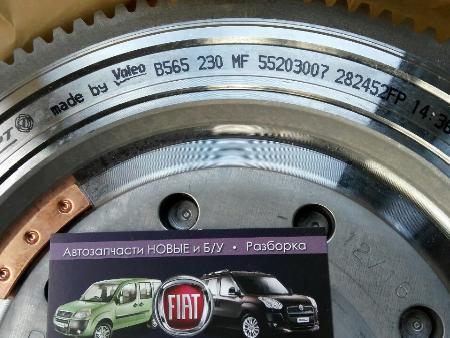 made by Valeo B565 230 MF 55203007 282452FP 14:38
Автозапчасти НОВЫЕ и Б/У • Разборка
FIAT